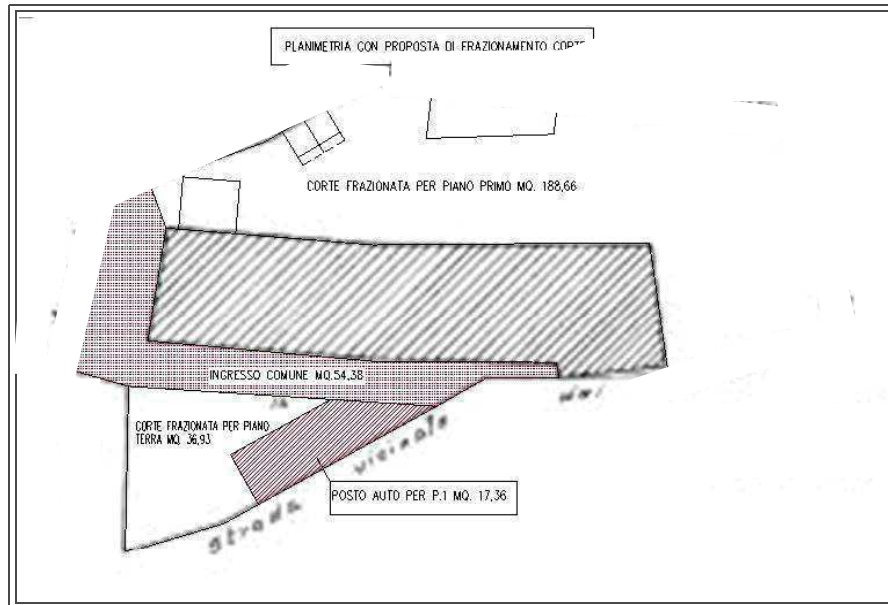 PLANIMETRIA CON PROPOSTA DI FRAZIONAMENTO CORTE
CORTE FRAZIONATA PER PIANO PRIMO MQ. 188,66
INGRESSO COMUNE MQ.54,38
CORTE FRAZIONATA PER PIANO
TERRA MQ. 36,93
POSTO AUTO PER P.1 MQ. 17,36
strada vicinale